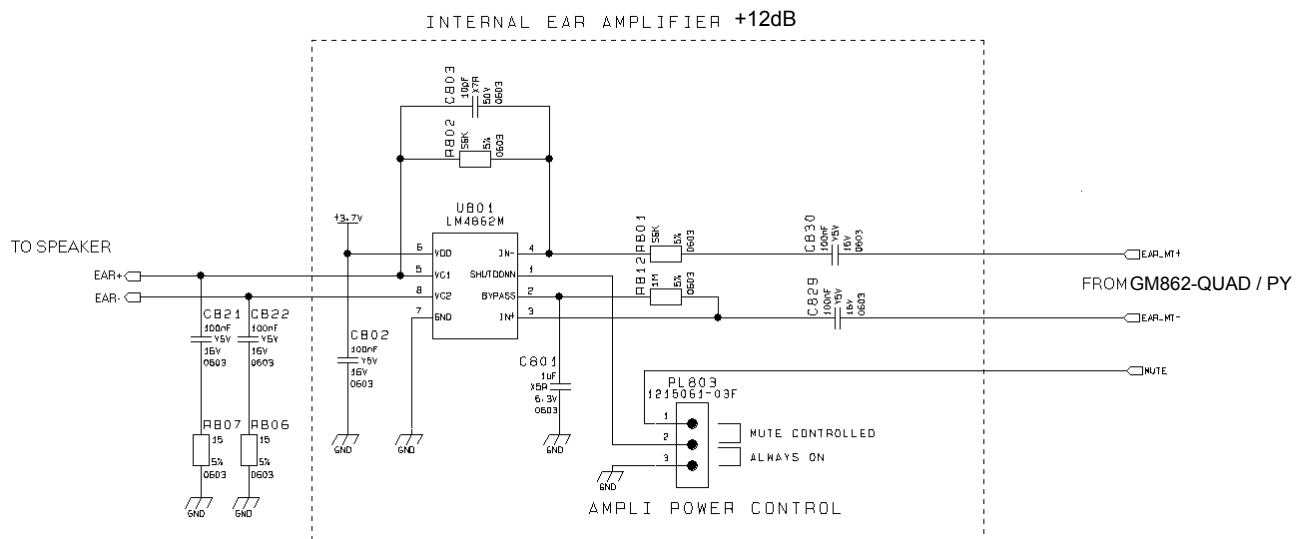 INTERNAL EAR AMPLIFIER +12dB
C803
10pF
X7R
50V
0603
R802
56K
5%
0603
U801
LM4862M
+3.7V
6 VDD IN- 4
5 VO1 SHUTDOWN 1
8 VO2 BYPASS 2
7 GND IN+ 3
R801
56K
5%
0603
R812
1M
5%
0603
C830
100nF
Y5V
16V
0603
C829
100nF
Y5V
16V
0603
TO SPEAKER
EAR+
EAR-
EAR_MT+
FROM GM862-QUAD / PY
EAR_MT-
MUTE
C821
100nF
Y5V
16V
0603
C822
100nF
Y5V
16V
0603
C802
100nF
Y5V
16V
0603
C801
1uF
X5R
6.3V
0603
PL803
1215061-03F
1
2
3
MUTE CONTROLLED
ALWAYS ON
R807
15
5%
0603
R806
15
5%
0603
GND
GND
GND
GND
GND
GND
AMPLI POWER CONTROL